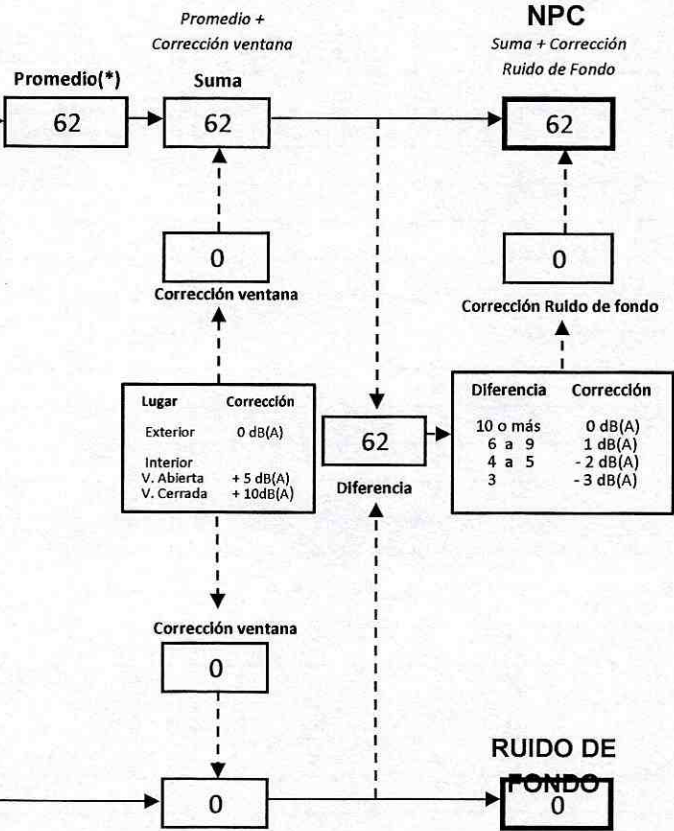 Promedio +
Corrección ventana
NPC
Suma + Corrección
Ruido de Fondo
Promedio(*)
Suma
62
62
62
0
Corrección ventana
0
Corrección Ruido de fondo
Lugar Corrección
Exterior 0 dB(A)
Interior
V. Abierta + 5 dB(A)
V. Cerrada + 10dB(A)
62
Diferencia
Diferencia Corrección
10 o más 0 dB(A)
6 a 9 1 dB(A)
4 a 5 - 2 dB(A)
3 - 3 dB(A)
Corrección ventana
0
0
RUIDO DE
FONDO
0